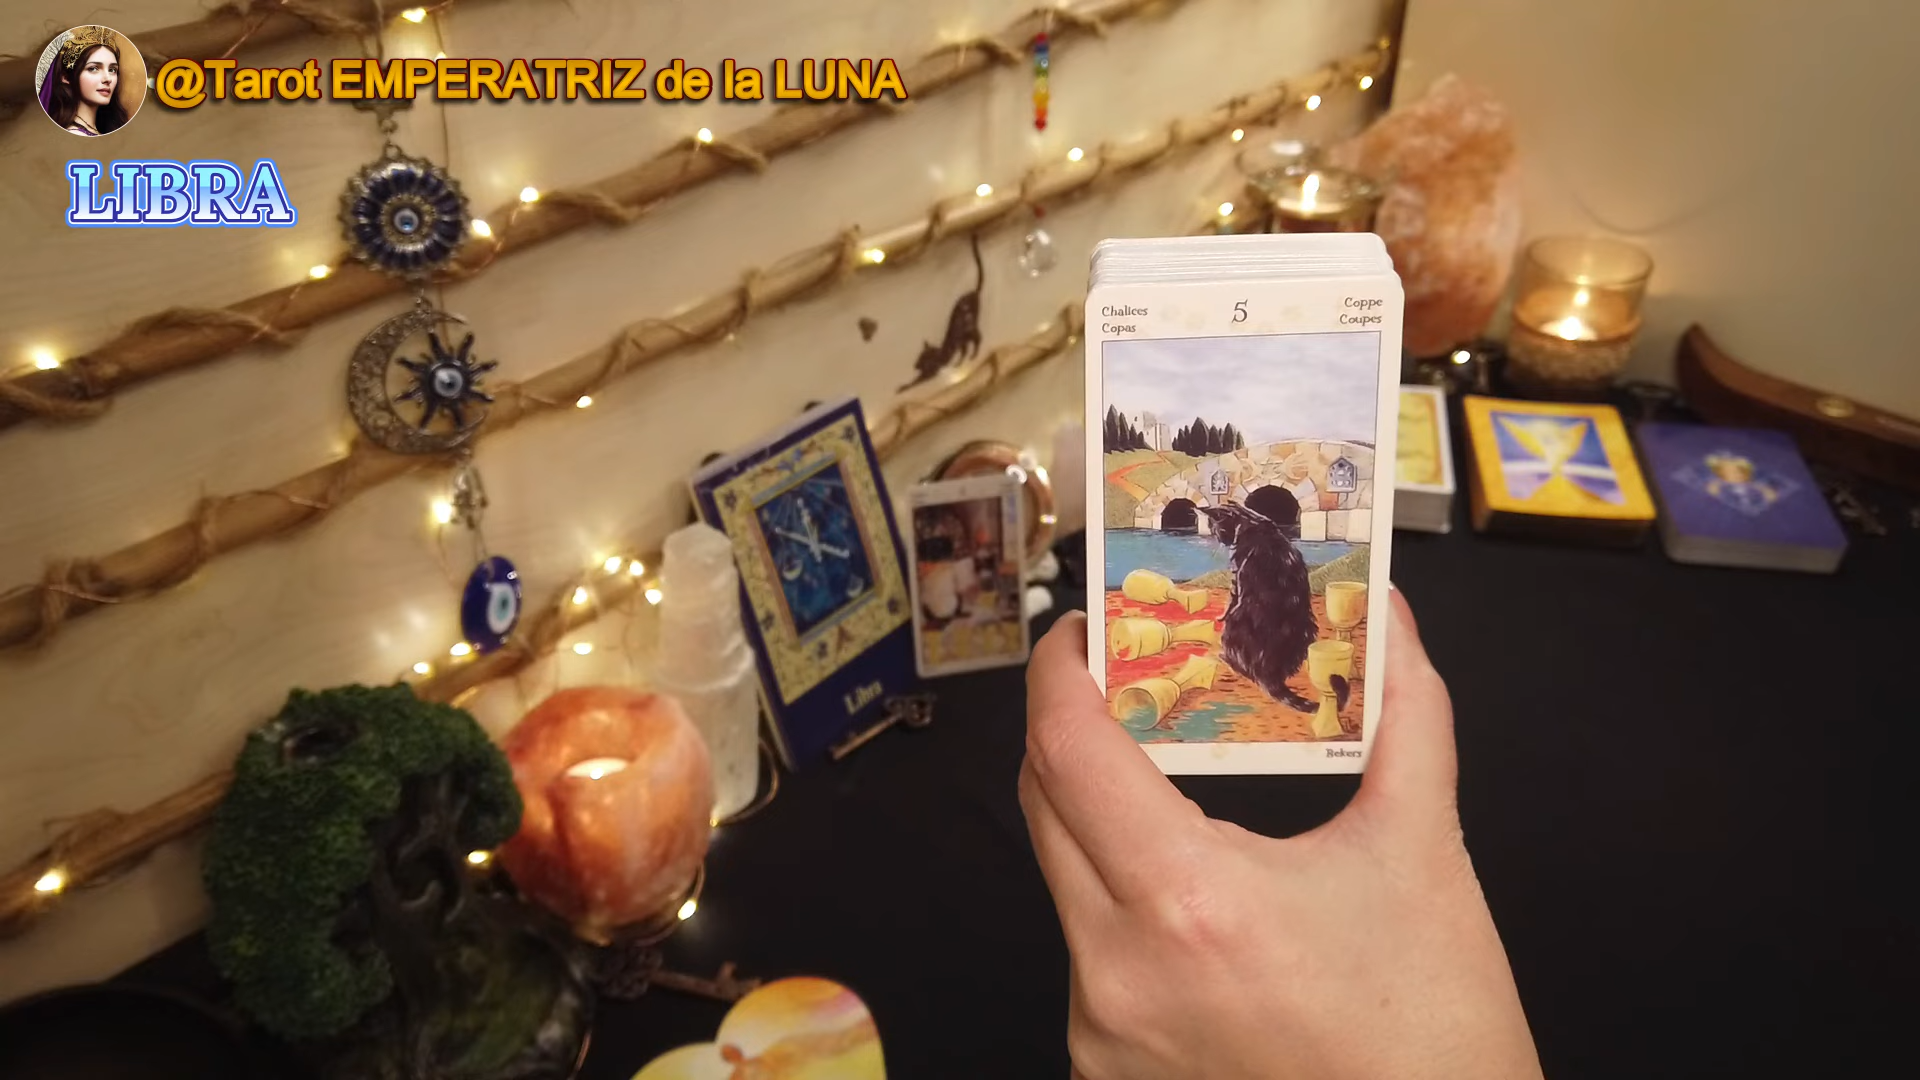 @Tarot EMPERATRIZ de la LUNA
LIBRA
Chalices
Copas
5
Coppe
Coupes
Bekers
Libra